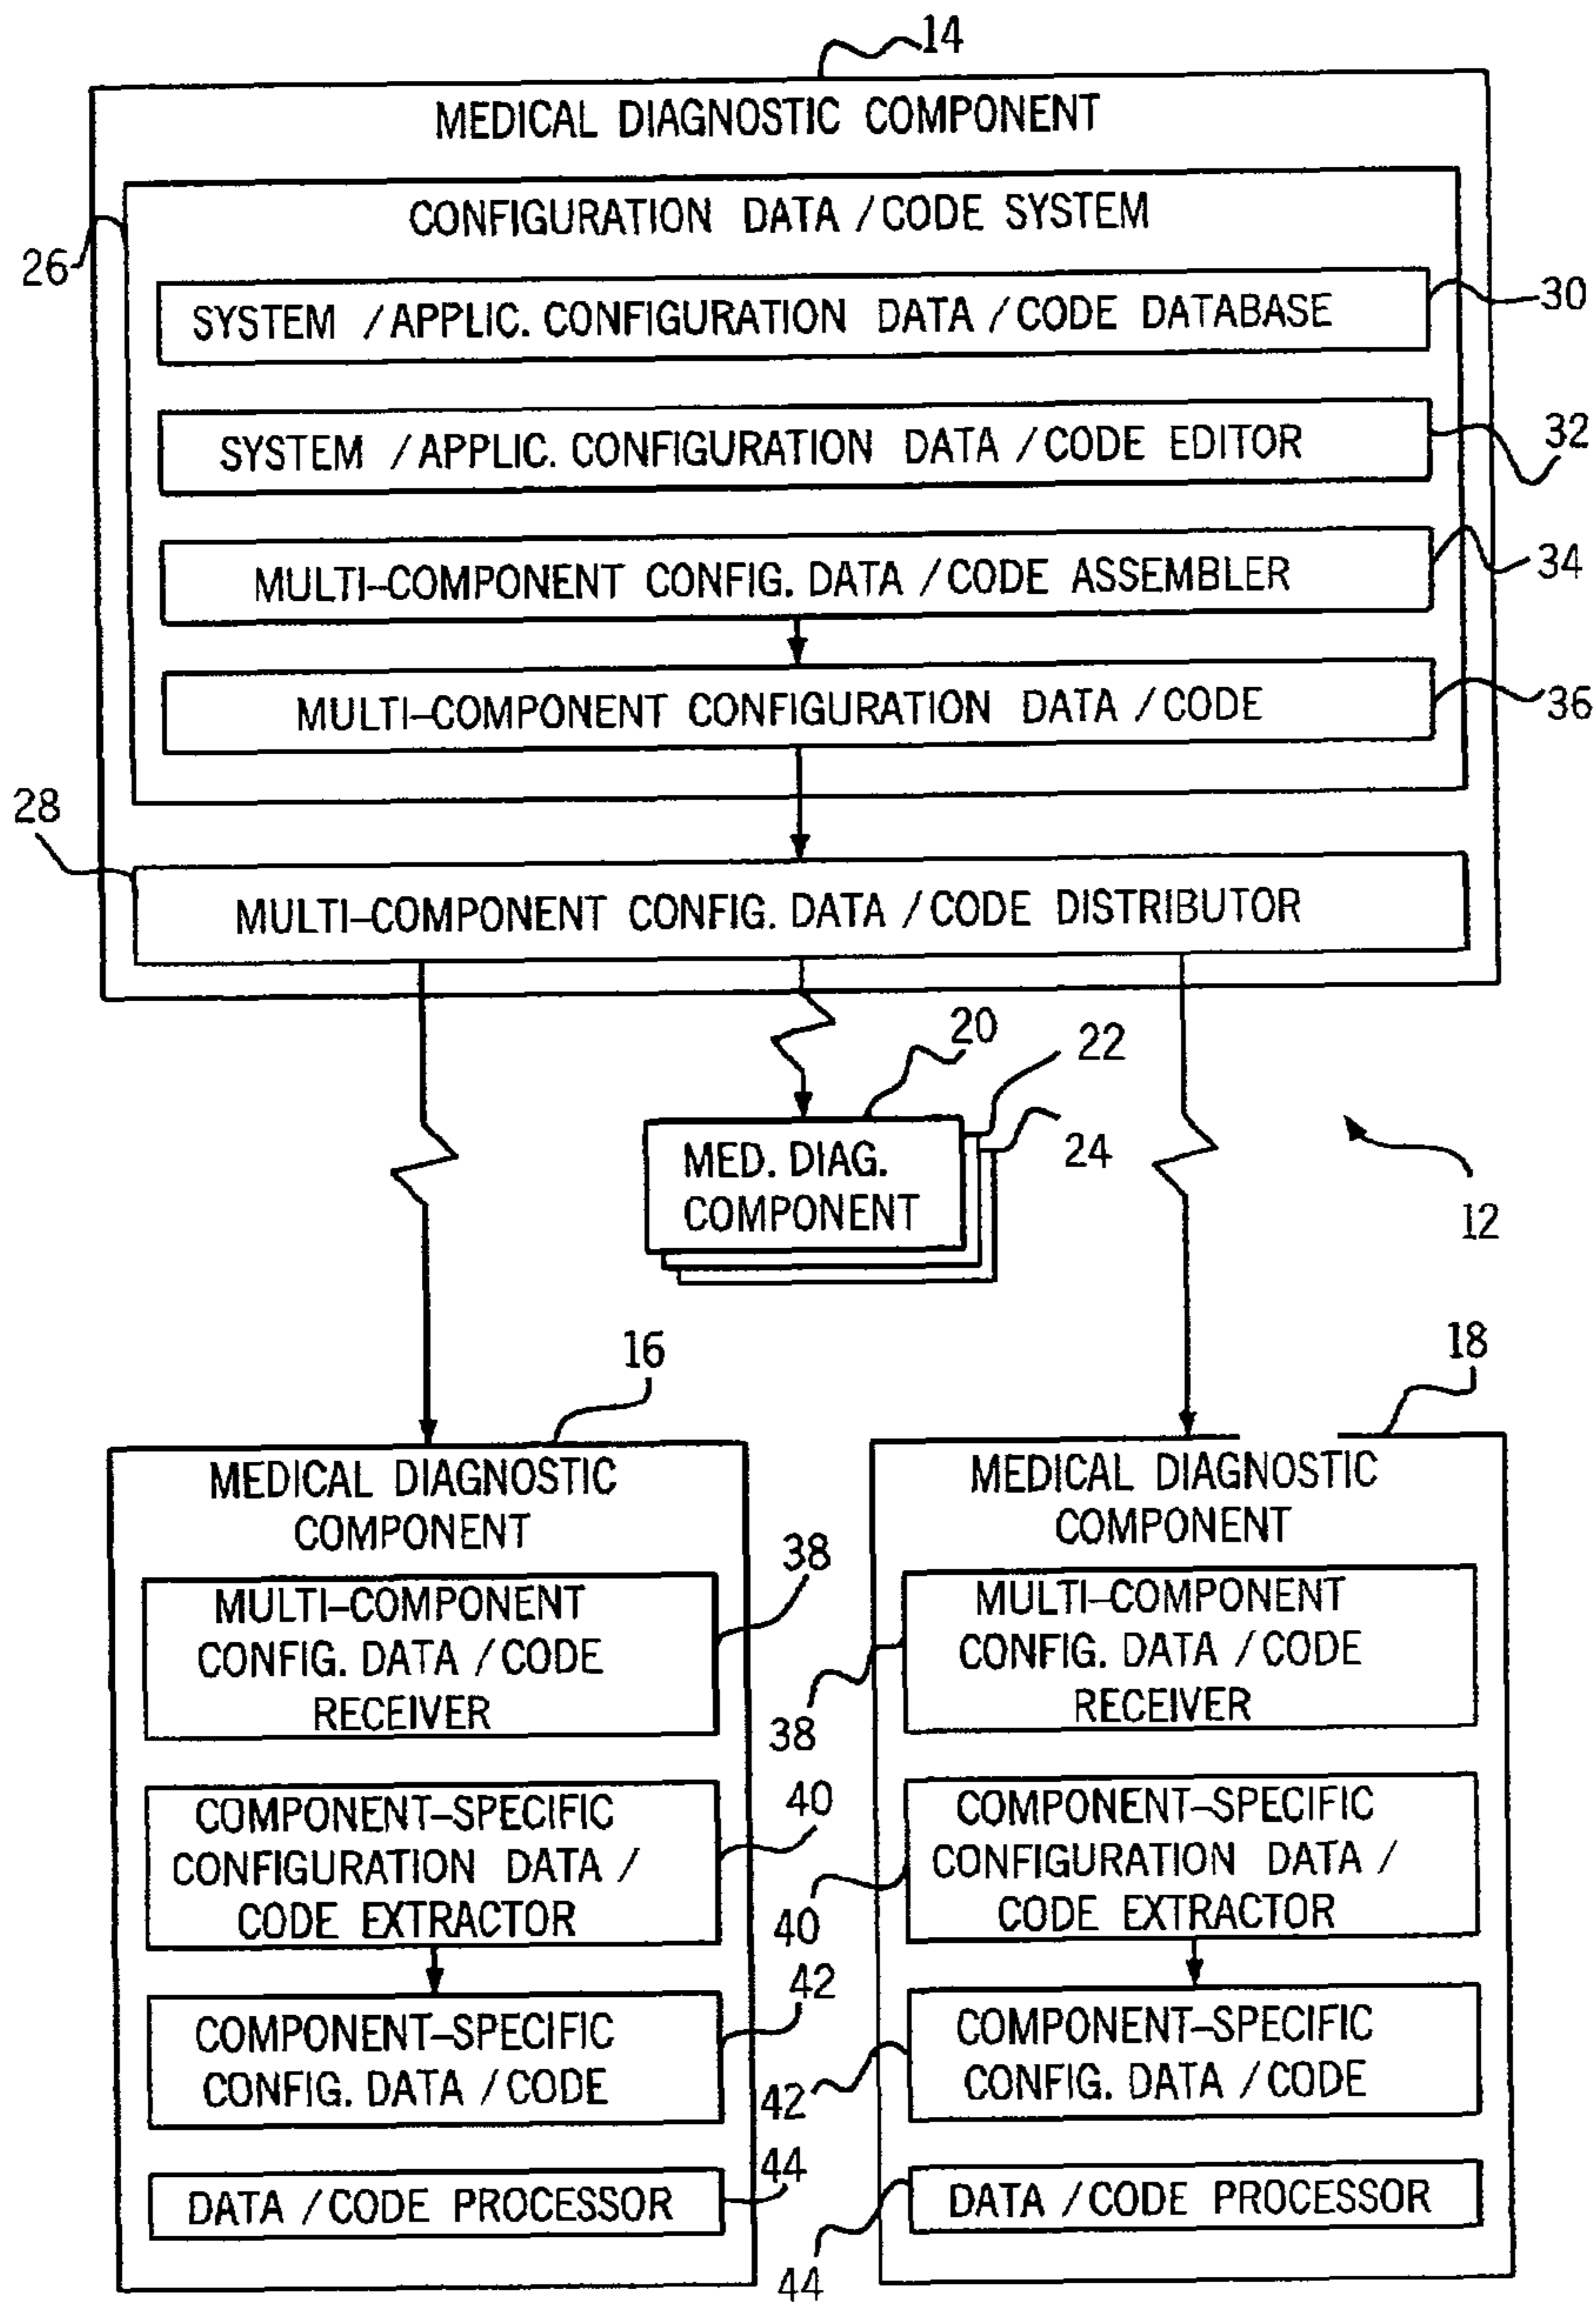 14
MEDICAL DIAGNOSTIC COMPONENT
CONFIGURATION DATA / CODE SYSTEM
26
SYSTEM / APPLIC. CONFIGURATION DATA / CODE DATABASE
30
SYSTEM / APPLIC. CONFIGURATION DATA / CODE EDITOR
32
MULTI-COMPONENT CONFIG. DATA / CODE ASSEMBLER
34
MULTI-COMPONENT CONFIGURATION DATA / CODE
36
28
MULTI-COMPONENT CONFIG. DATA / CODE DISTRIBUTOR
20
22
24
MED. DIAG.
COMPONENT
12
16
MEDICAL DIAGNOSTIC
COMPONENT
38
MULTI-COMPONENT
CONFIG. DATA / CODE
RECEIVER
40
COMPONENT-SPECIFIC
CONFIGURATION DATA /
CODE EXTRACTOR
42
COMPONENT-SPECIFIC
CONFIG. DATA / CODE
44
DATA / CODE PROCESSOR
18
MEDICAL DIAGNOSTIC
COMPONENT
MULTI-COMPONENT
CONFIG. DATA / CODE
RECEIVER
38
COMPONENT-SPECIFIC
CONFIGURATION DATA /
CODE EXTRACTOR
40
COMPONENT-SPECIFIC
CONFIG. DATA / CODE
42
DATA / CODE PROCESSOR
44